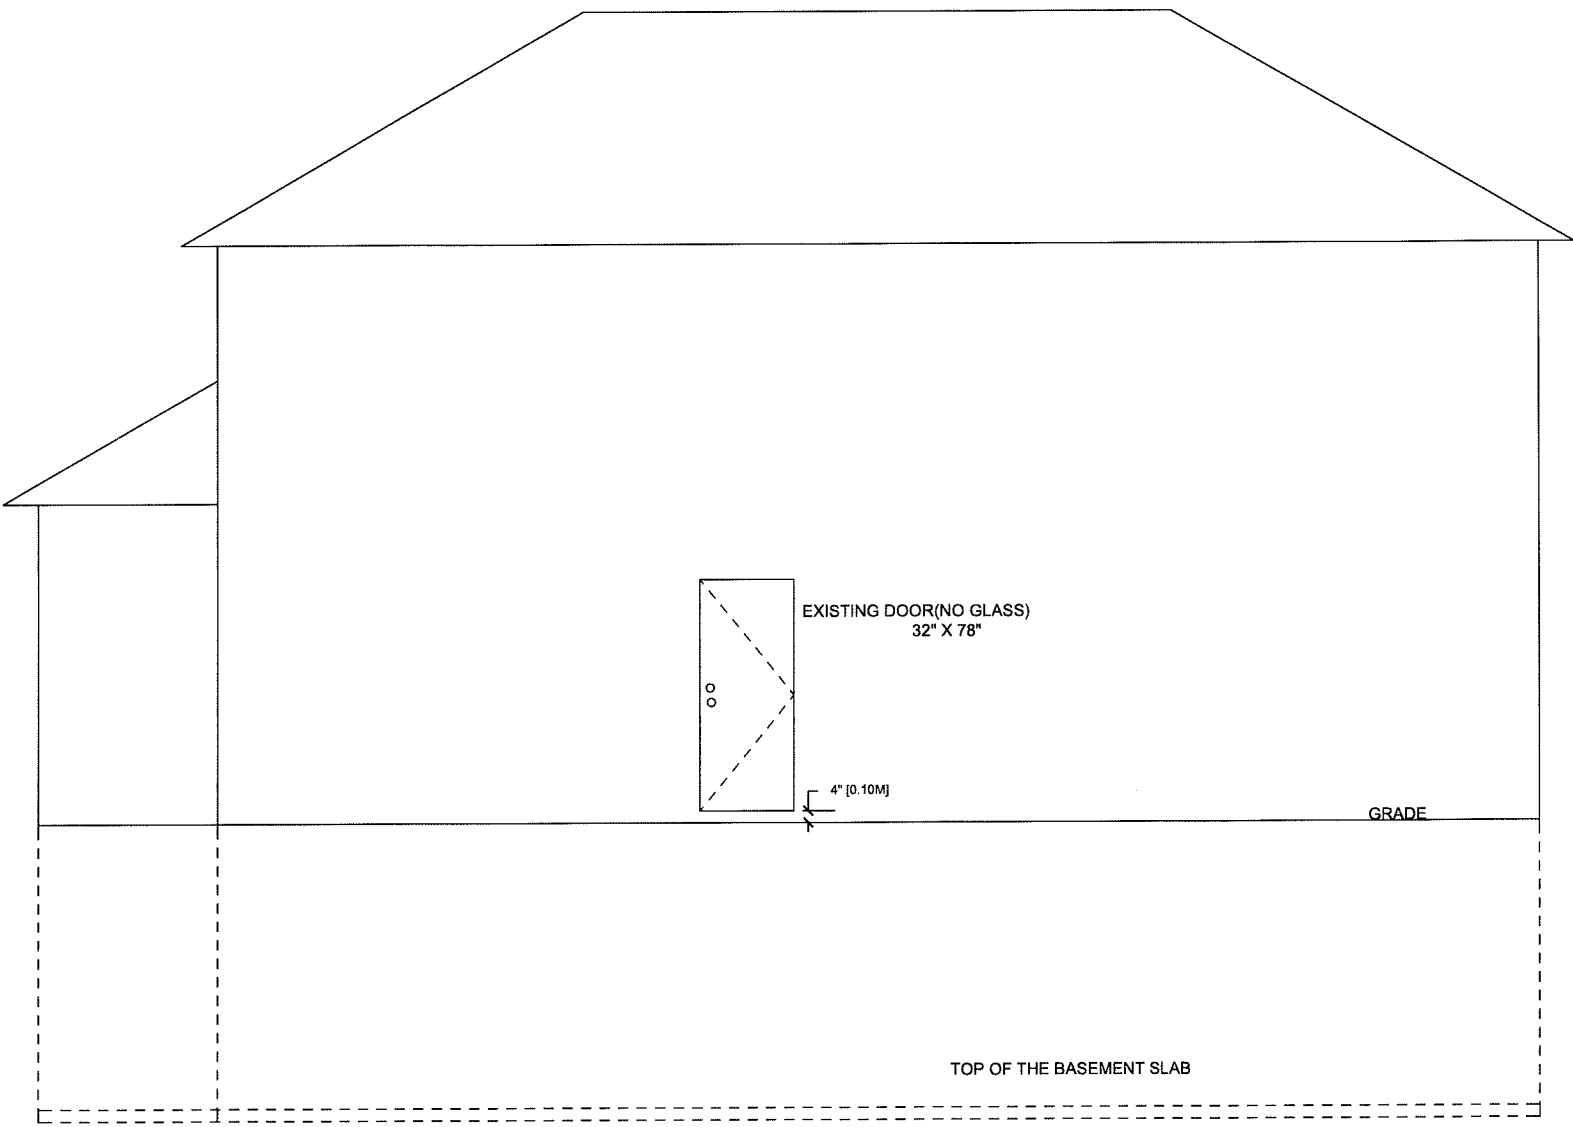 EXISTING DOOR(NO GLASS)
32" X 78"
4" [0.10M]
GRADE
TOP OF THE BASEMENT SLAB